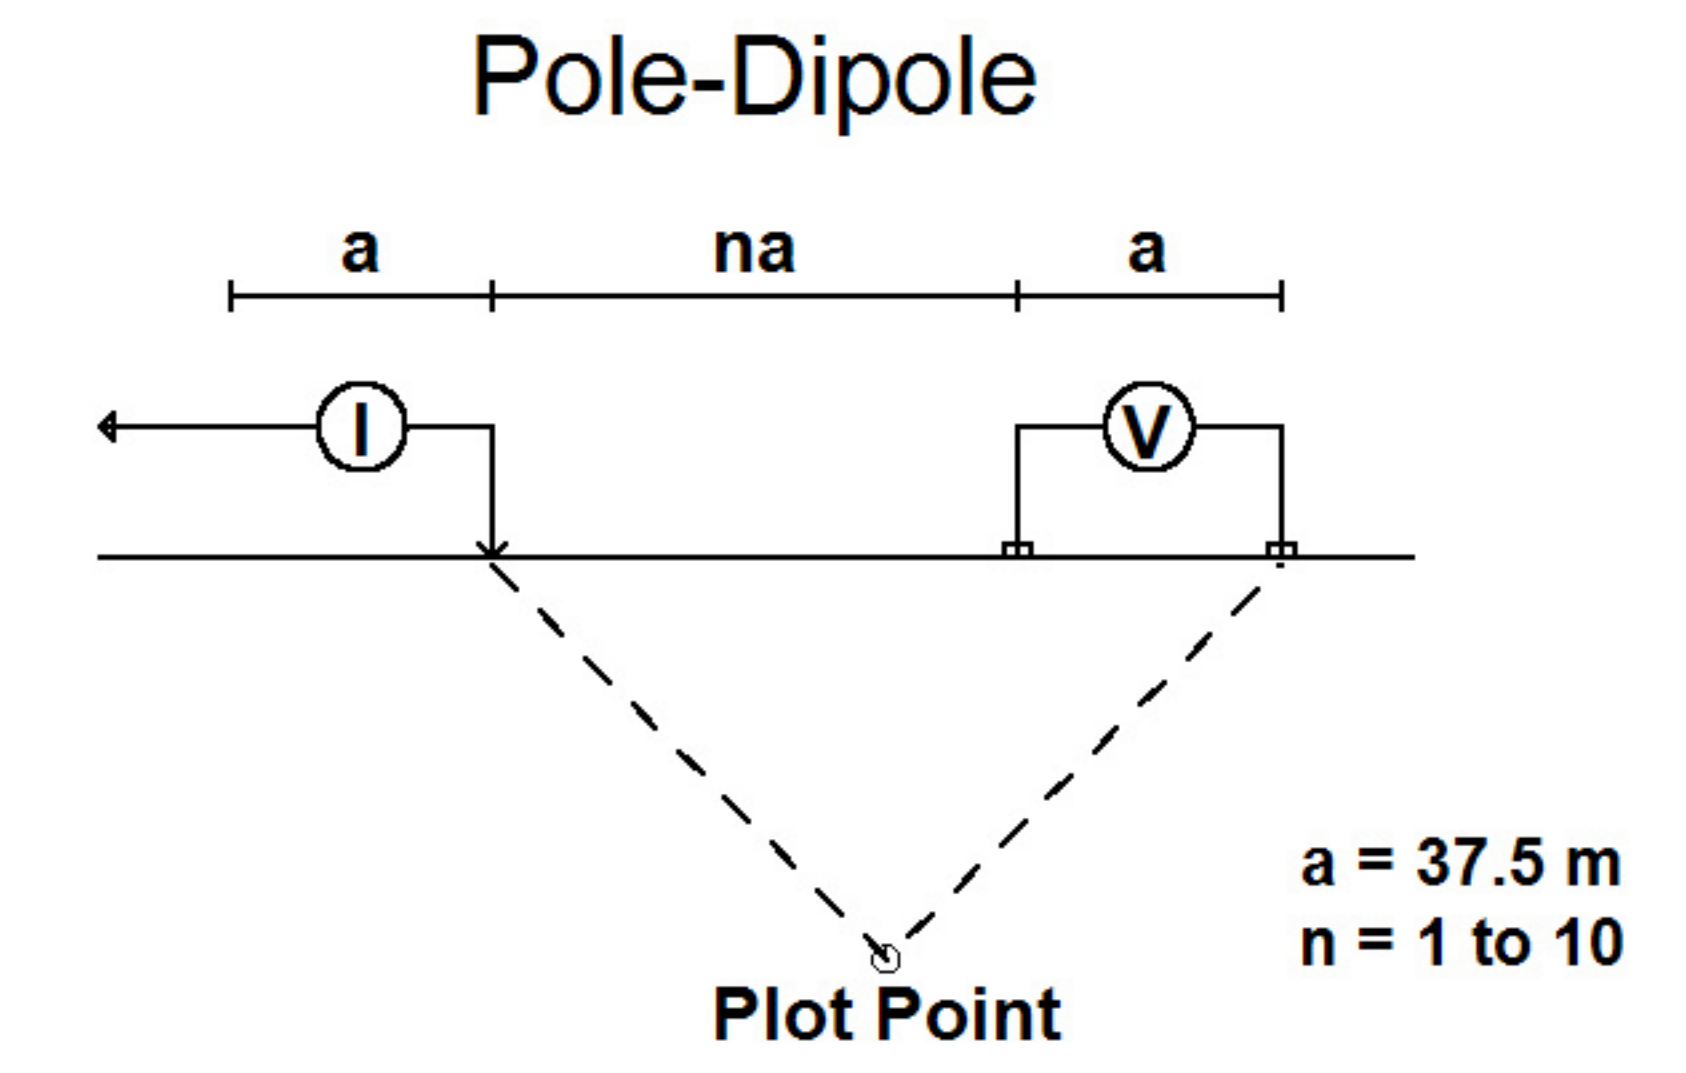 Pole-Dipole
a na a
I V
a = 37.5 m
n = 1 to 10
Plot Point